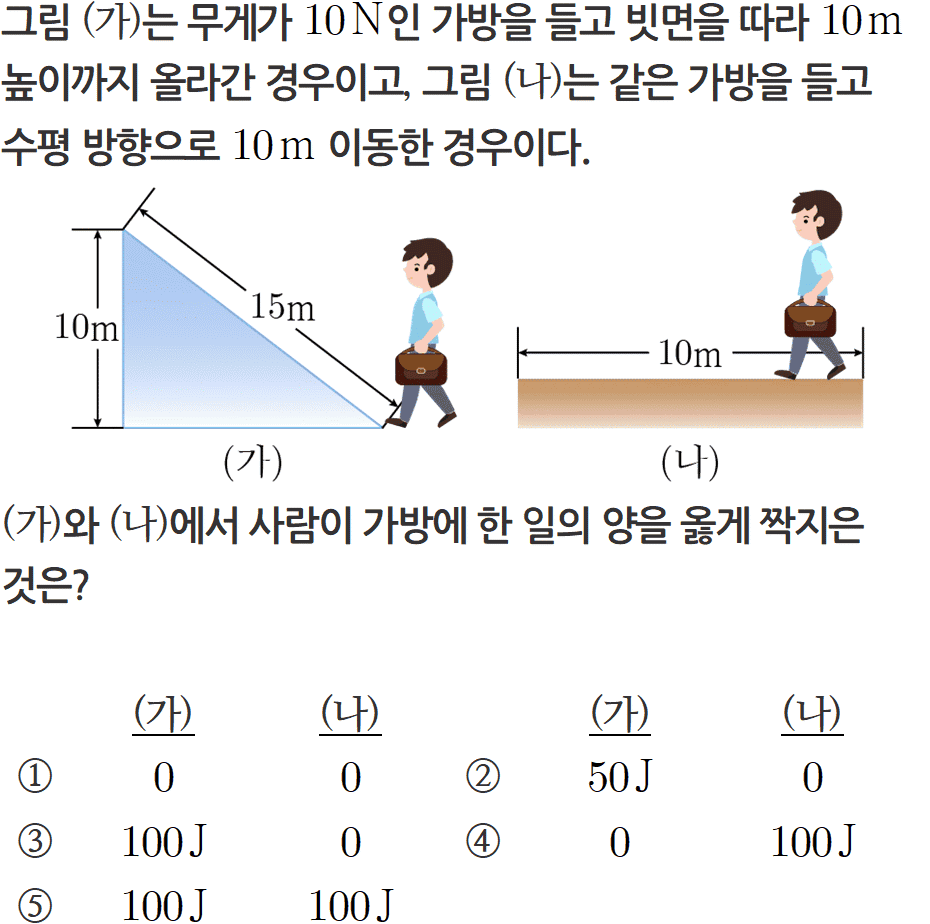 그림 (가)는 무게가 10 N인 가방을 들고 빗면을 따라 10 m
높이까지 올라간 경우이고, 그림 (나)는 같은 가방을 들고
수평 방향으로 10 m 이동한 경우이다.
10m
15m
10m
(가)
(나)
(가)와 (나)에서 사람이 가방에 한 일의 양을 옳게 짝지은
것은?
(가) (나) (가) (나)
① 0 0 ② 50 J 0
③ 100 J 0 ④ 0 100 J
⑤ 100 J 100 J